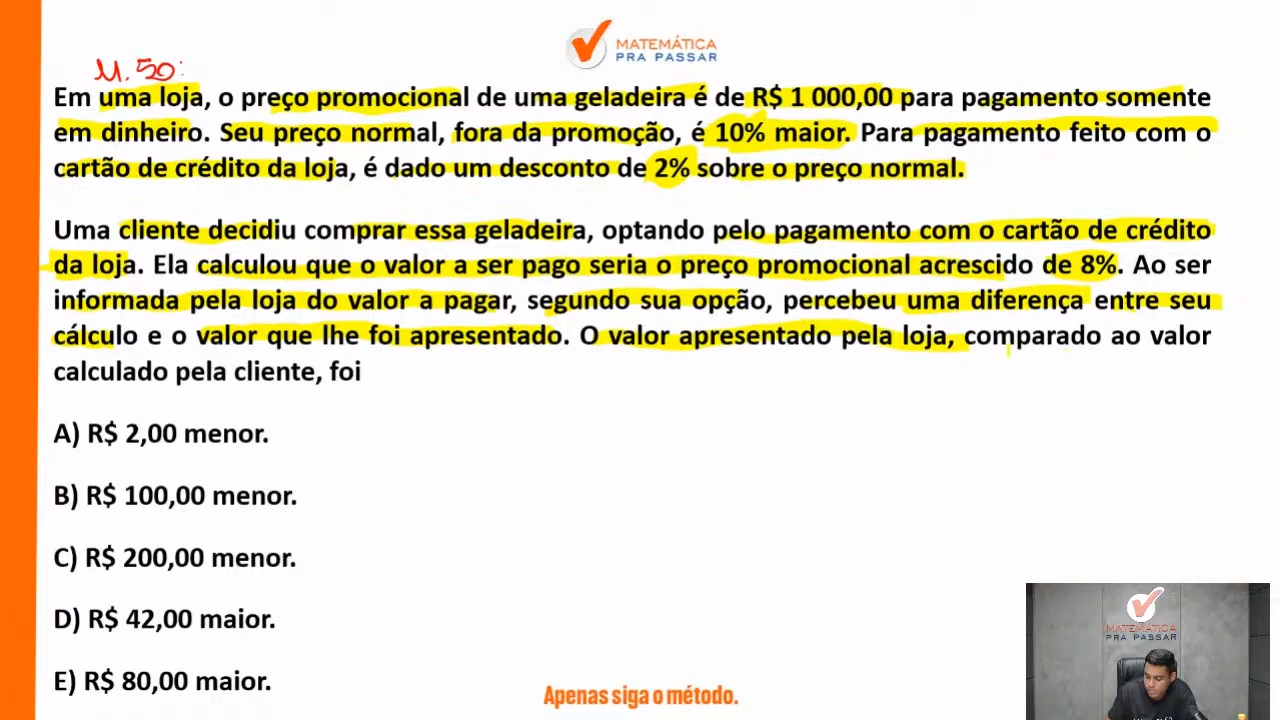 MATEMÁTICA
PRA PASSAR
M. 50:
Em uma loja, o preço promocional de uma geladeira é de R$ 1 000,00 para pagamento somente
em dinheiro. Seu preço normal, fora da promoção, é 10% maior. Para pagamento feito com o
cartão de crédito da loja, é dado um desconto de 2% sobre o preço normal.
Uma cliente decidiu comprar essa geladeira, optando pelo pagamento com o cartão de crédito
da loja. Ela calculou que o valor a ser pago seria o preço promocional acrescido de 8%. Ao ser
informada pela loja do valor a pagar, segundo sua opção, percebeu uma diferença entre seu
cálculo e o valor que lhe foi apresentado. O valor apresentado pela loja, comparado ao valor
calculado pela cliente, foi
A) R$ 2,00 menor.
B) R$ 100,00 menor.
C) R$ 200,00 menor.
D) R$ 42,00 maior.
E) R$ 80,00 maior.
MATEMÁTICA
PRA PASSAR
Apenas siga o método.